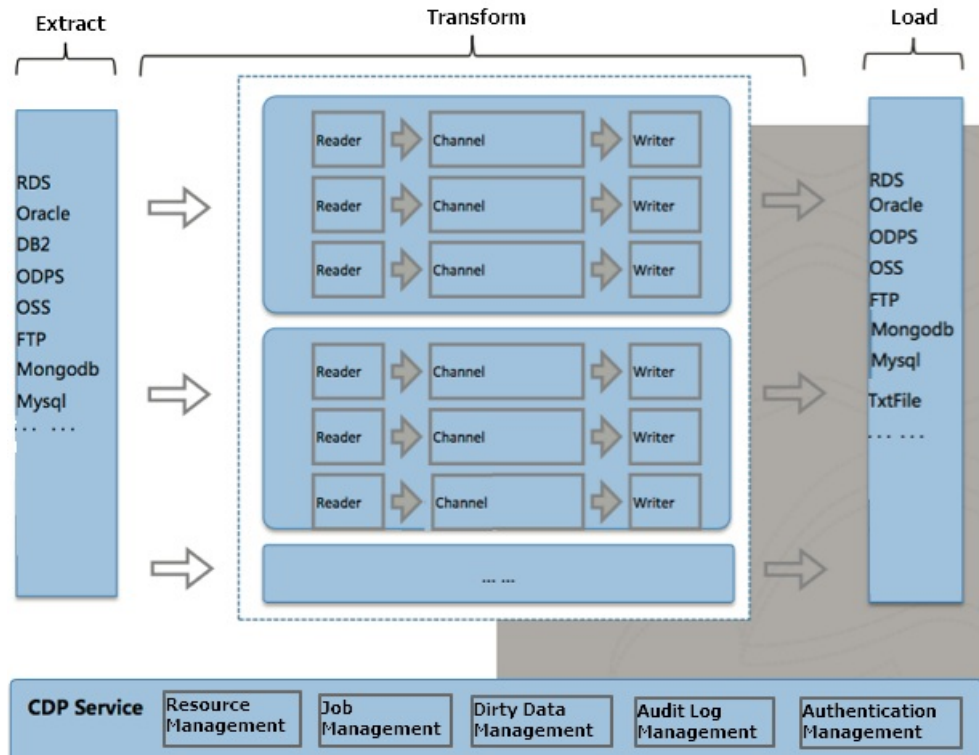 Extract
Transform
Load
RDS
Oracle
DB2
ODPS
OSS
FTP
Mongodb
Mysql
... ...
Reader Channel Writer
Reader Channel Writer
Reader Channel Writer
Reader Channel Writer
Reader Channel Writer
Reader Channel Writer
... ...
RDS
Oracle
ODPS
OSS
FTP
Mongodb
Mysql
TxtFile
... ...
CDP Service
Resource
Management
Job
Management
Dirty Data
Management
Audit Log
Management
Authentication
Management